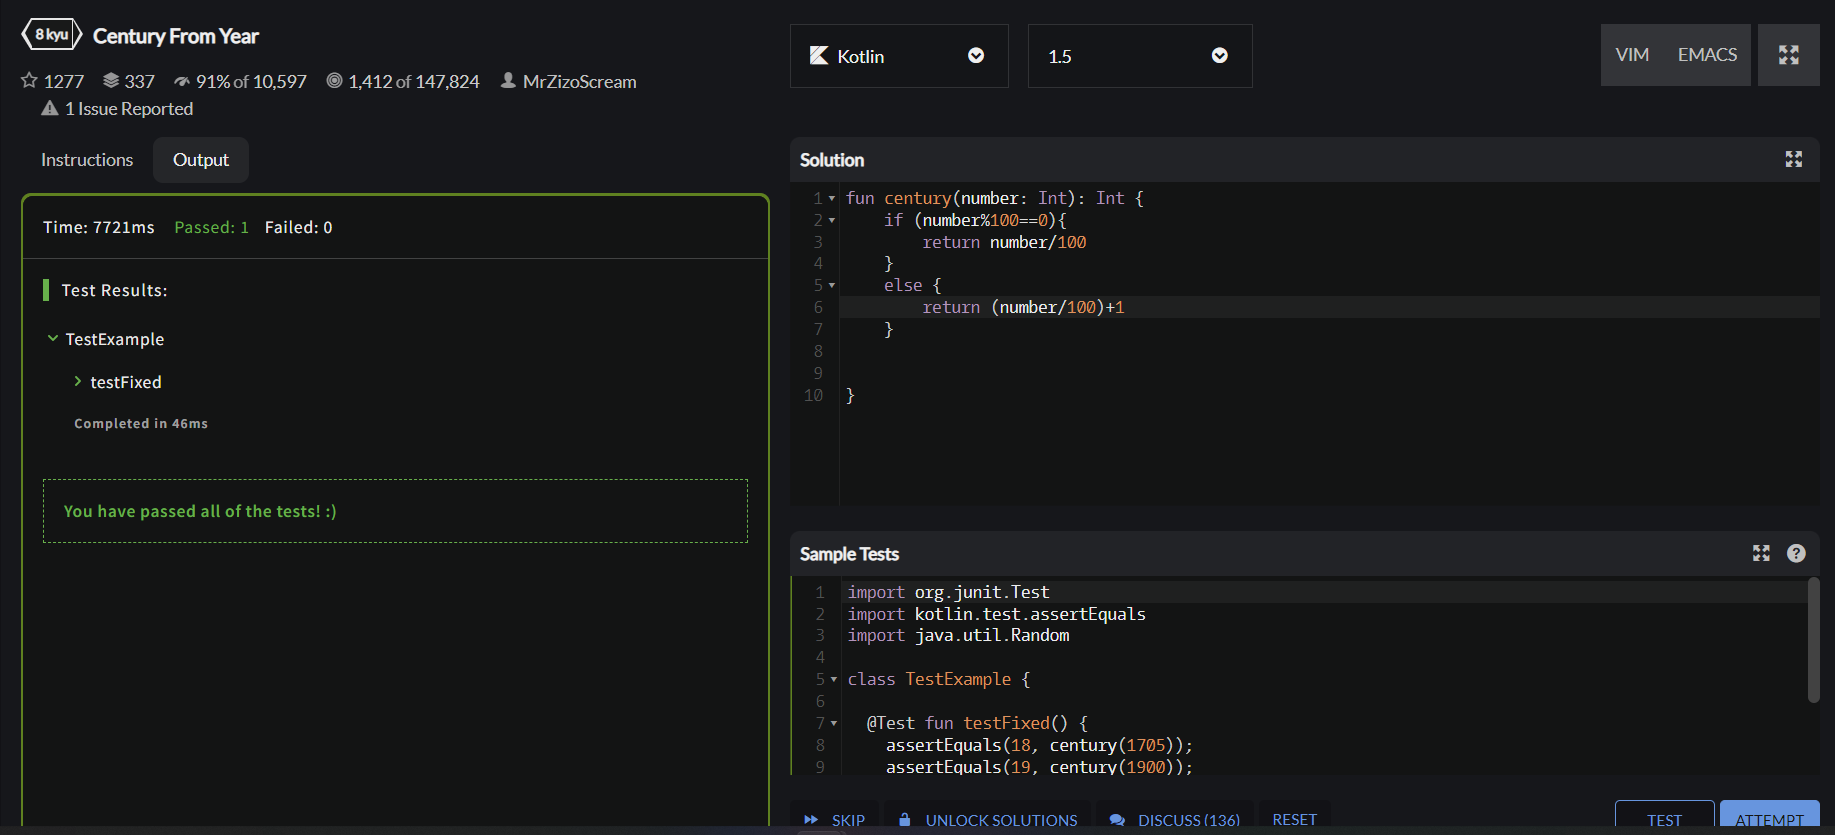 8 kyu Century From Year
1277 337 91% of 10,597 1,412 of 147,824 MrZizoScream
1 Issue Reported
Instructions Output
Time: 7721ms Passed: 1 Failed: 0
Test Results:
TestExample
testFixed
Completed in 46ms
You have passed all of the tests! :)
Kotlin 1.5 VIM EMACS
Solution
1 fun century(number: Int): Int {
2     if (number%100==0){
3         return number/100
4     }
5     else {
6         return (number/100)+1
7     }
8
9
10 }
Sample Tests
1 import org.junit.Test
2 import kotlin.test.assertEquals
3 import java.util.Random
4
5 class TestExample {
6
7   @Test fun testFixed() {
8     assertEquals(18, century(1705));
9     assertEquals(19, century(1900));
SKIP UNLOCK SOLUTIONS DISCUSS (136) RESET TEST ATTEMPT